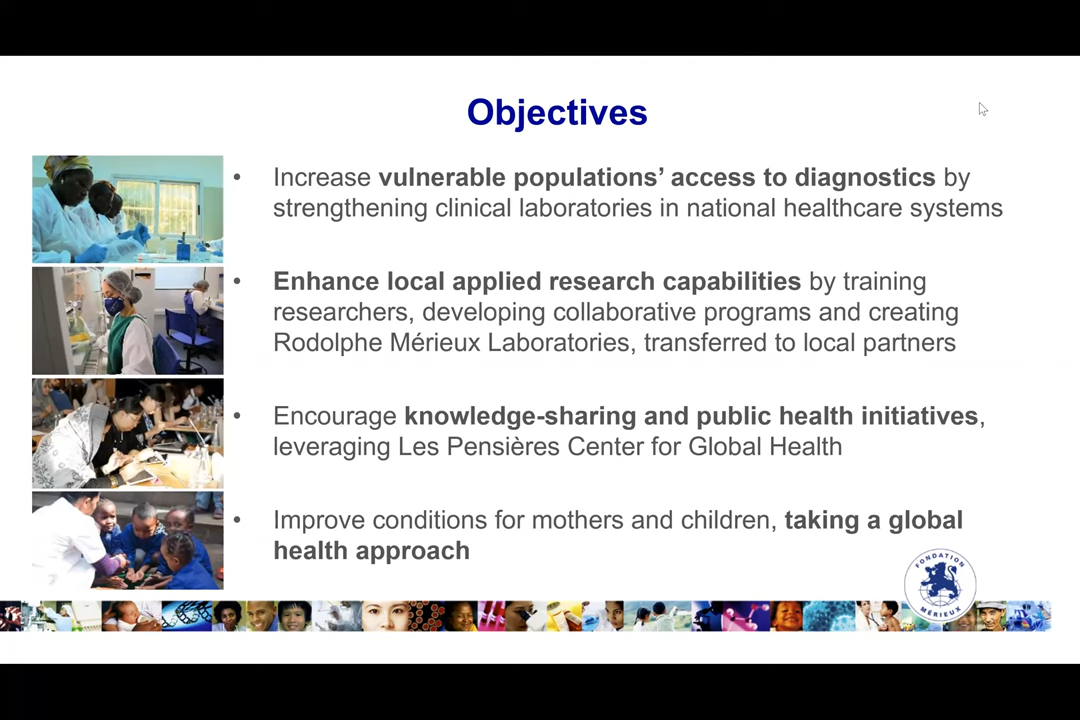 Objectives
• Increase vulnerable populations’ access to diagnostics by
strengthening clinical laboratories in national healthcare systems
• Enhance local applied research capabilities by training
researchers, developing collaborative programs and creating
Rodolphe Mérieux Laboratories, transferred to local partners
• Encourage knowledge-sharing and public health initiatives,
leveraging Les Pensières Center for Global Health
• Improve conditions for mothers and children, taking a global
health approach
FONDATION
MÉRIEUX